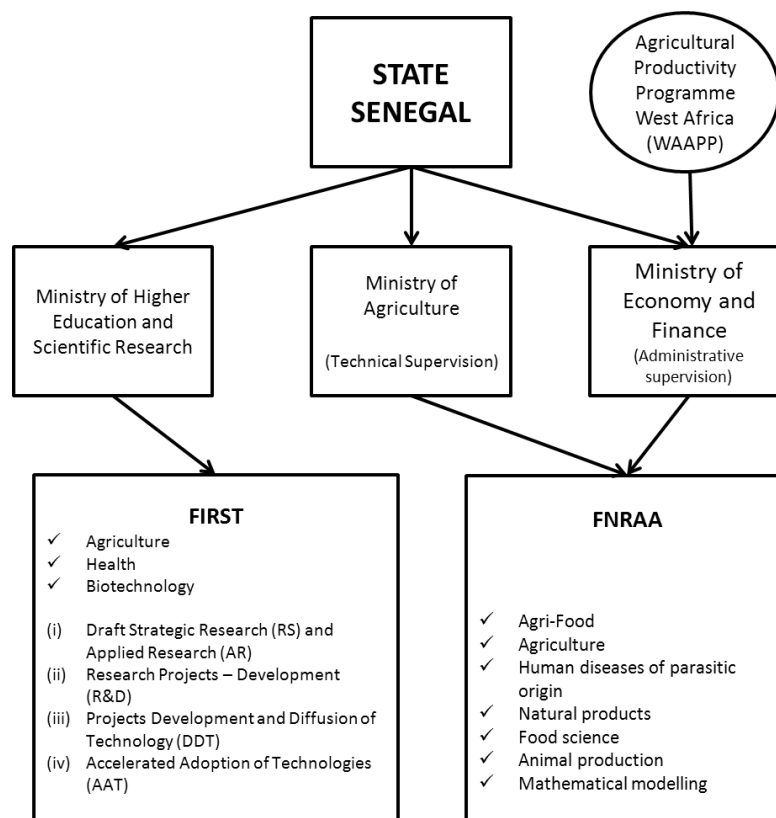 STATE
SENEGAL
Agricultural
Productivity
Programme
West Africa
(WAAPP)
Ministry of Higher
Education and
Scientific Research
Ministry of
Agriculture
(Technical Supervision)
Ministry of
Economy and
Finance
(Administrative
supervision)
FIRST
✓ Agriculture
✓ Health
✓ Biotechnology
(i) Draft Strategic Research (RS) and
Applied Research (AR)
(ii) Research Projects – Development
(R&D)
(iii) Projects Development and Diffusion of
Technology (DDT)
(iv) Accelerated Adoption of Technologies
(AAT)
FNRAA
✓ Agri-Food
✓ Agriculture
✓ Human diseases of parasitic
origin
✓ Natural products
✓ Food science
✓ Animal production
✓ Mathematical modelling